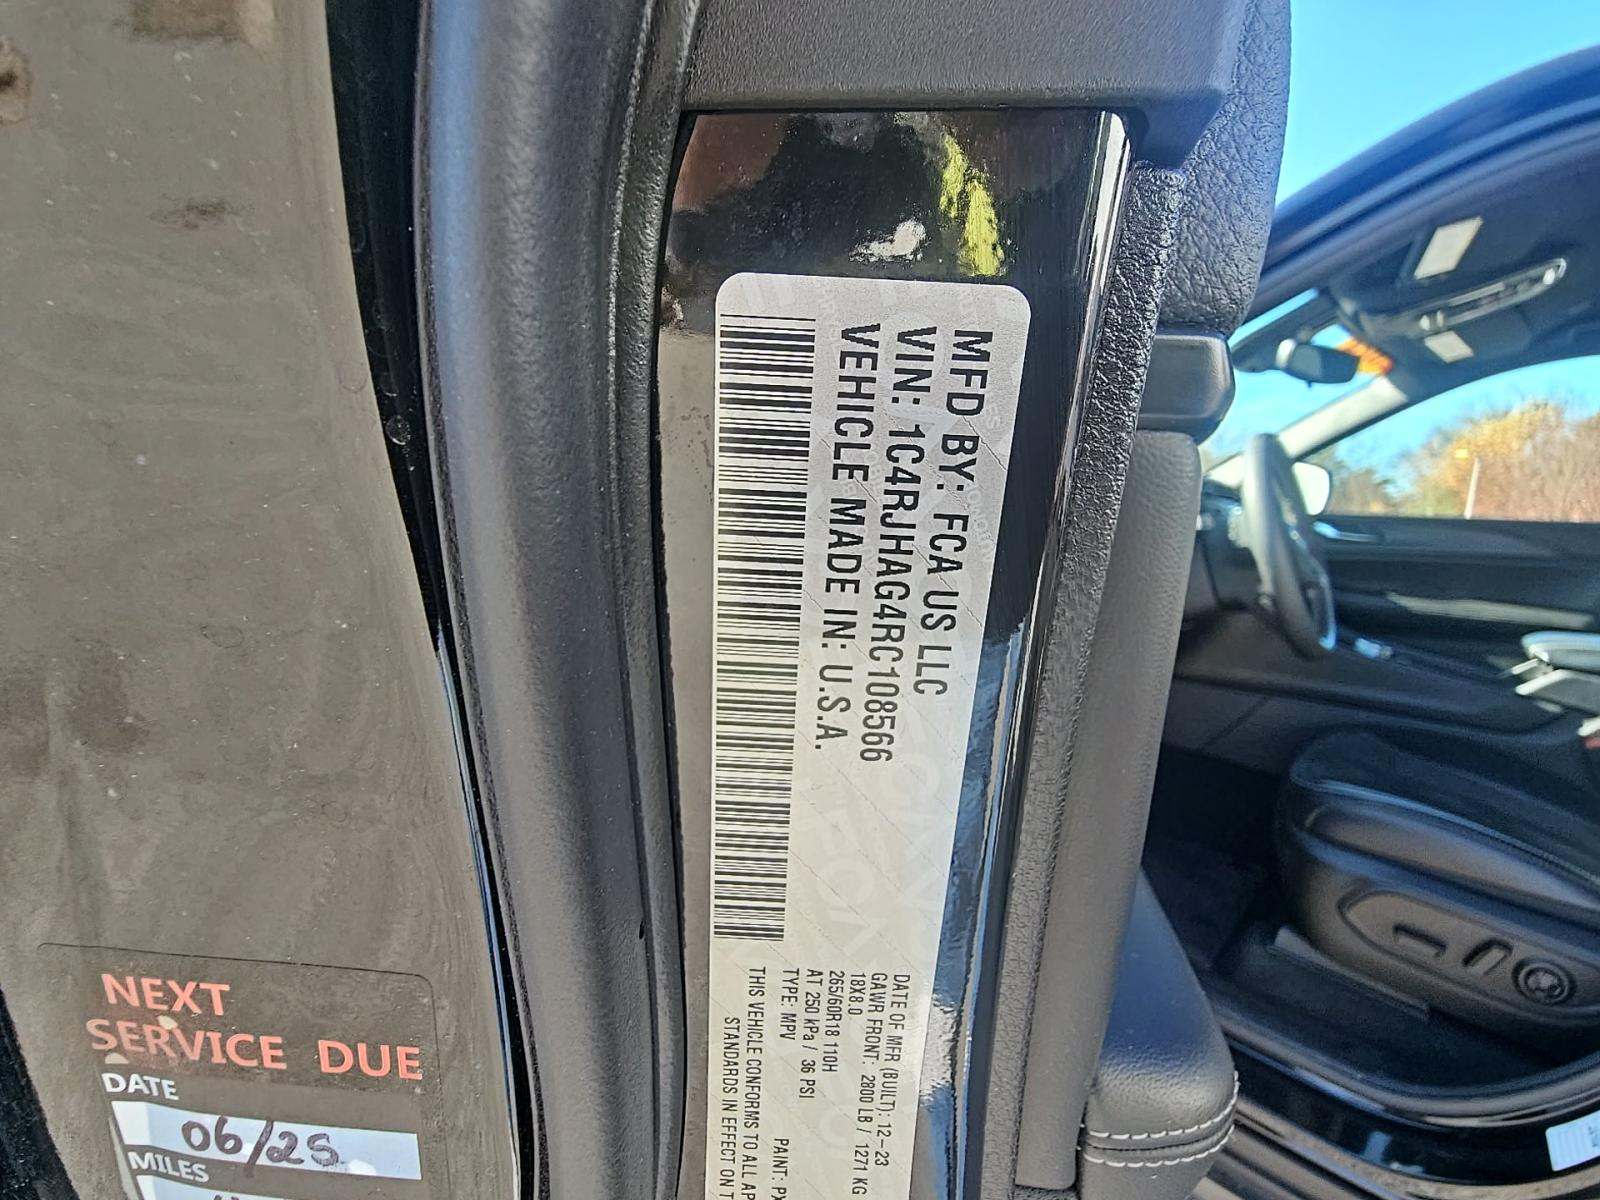 MFD BY: FCA US LLC
VIN: 1C4RJHAG4RC108566
VEHICLE MADE IN: U.S.A.
DATE OF MFR (BUILT): 12-23
GAWR FRONT: 2800 LB / 1271 KG
18X8.0
265/60R18 110H
AT 250 kPa / 36 PSI
TYPE: MPV PAINT: PX
THIS VEHICLE CONFORMS TO ALL AP
STANDARDS IN EFFECT ON T
NEXT
SERVICE DUE
DATE
06/25
MILES